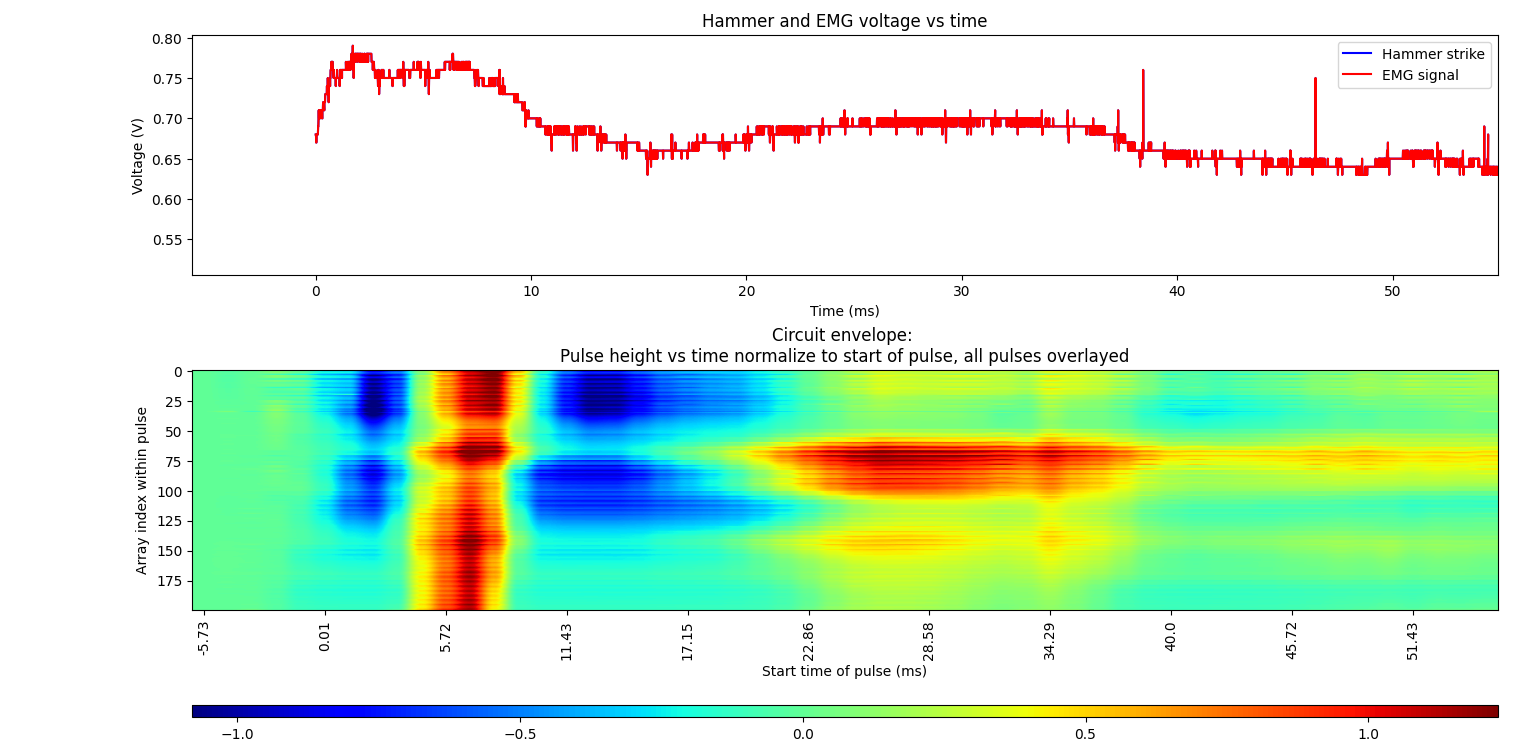 Hammer and EMG voltage vs time
0.80
0.75
0.70
0.65
0.60
0.55
Voltage (V)
Hammer strike
EMG signal
0 10 20 30 40 50
Time (ms)
Circuit envelope:
Pulse height vs time normalize to start of pulse, all pulses overlayed
0
25
50
75
100
125
150
175
Array index within pulse
-5.73 0.01 5.72 11.43 17.15 22.86 28.58 34.29 40.0 45.72 51.43
Start time of pulse (ms)
−1.0 −0.5 0.0 0.5 1.0